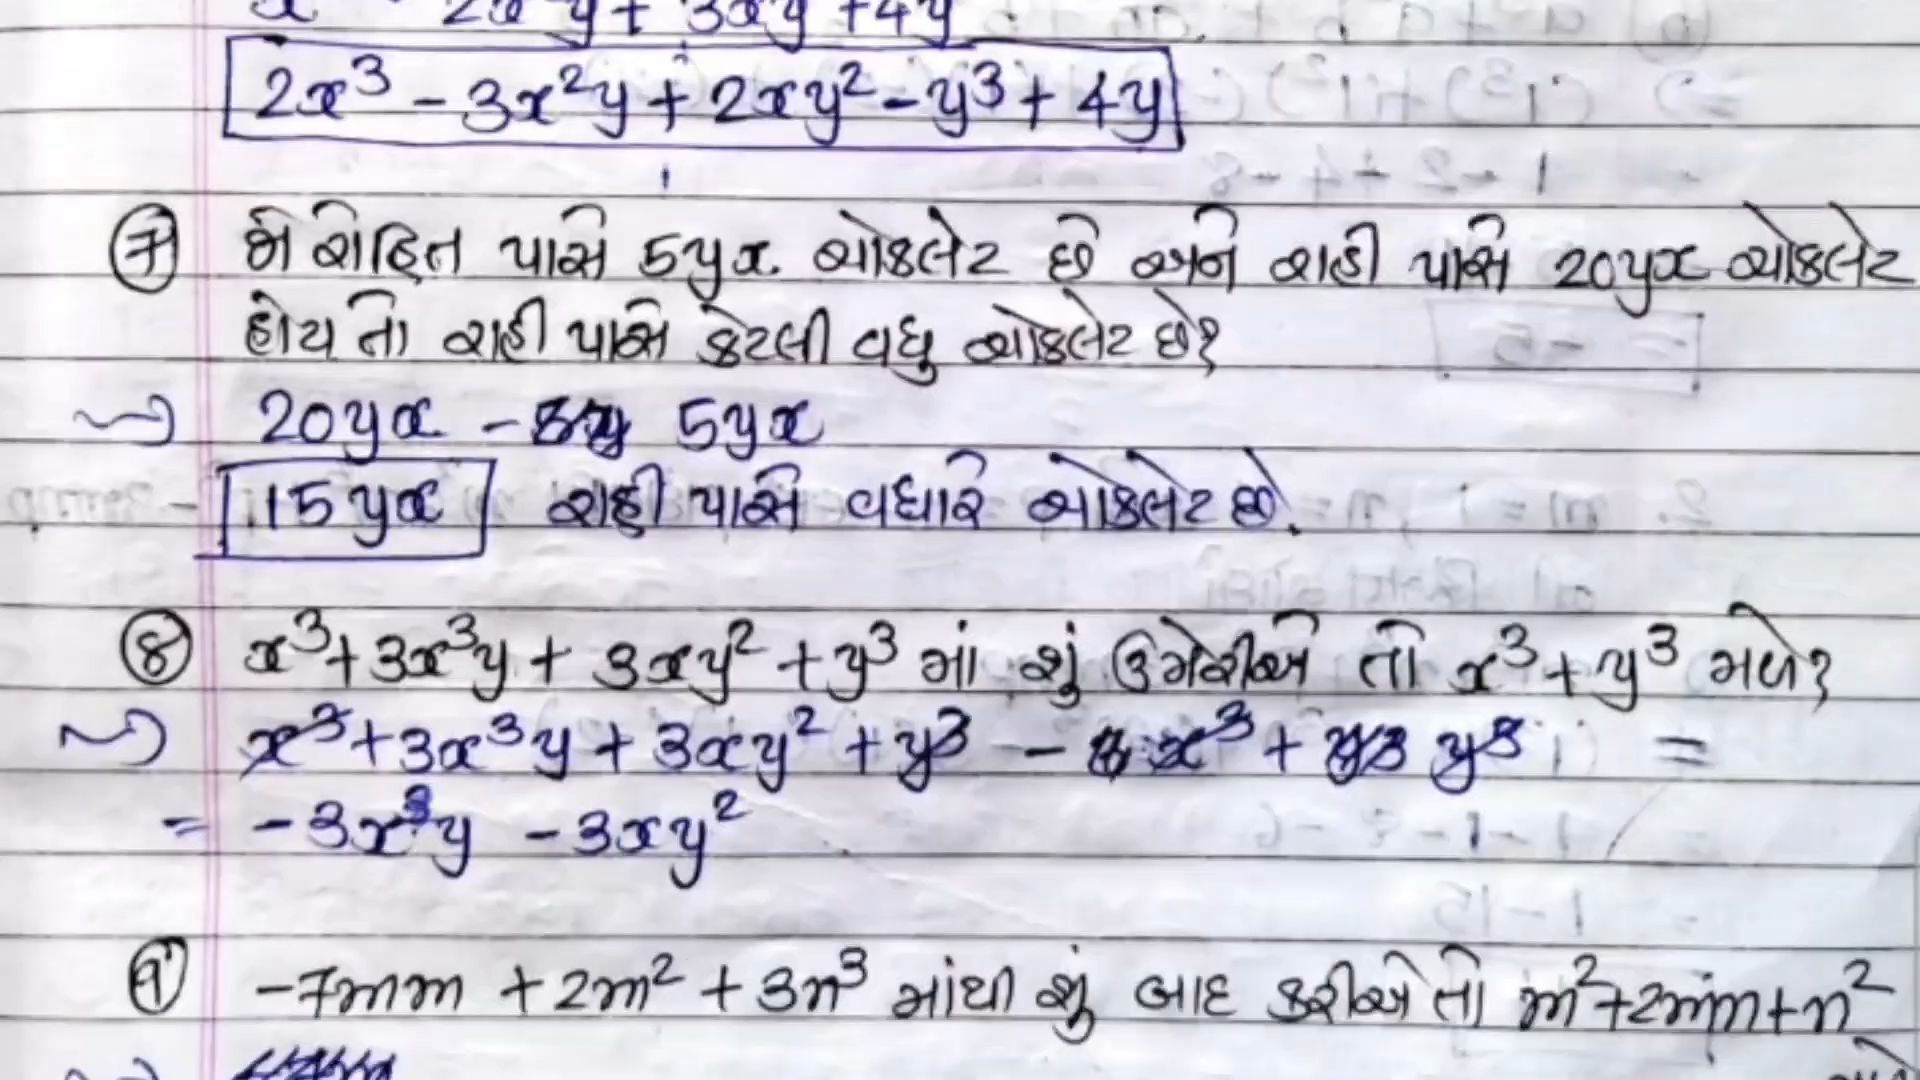 2x³ - 3x²y + 2xy² - y³ + 4y
⑦ જો રોહિત પાસે 5yx. ચોકલેટ છે અને રાહી પાસે 20yx ચોકલેટ
હોય તો રાહી પાસે કેટલી વધુ ચોકલેટ છે?
20yx - 5yx
15yx રાહી પાસે વધારે ચોકલેટ છે.
⑧ x³ + 3x³y + 3xy² + y³ માં શું ઉમેરીએ તો x³ + y³ મળે?
x³ + 3x³y + 3xy² + y³ - x³ + y³ =
= -3x³y - 3xy²
⑨ -7mn + 2m² + 3n³ માંથી શું બાદ કરીએ તો m² + 2mn + n²